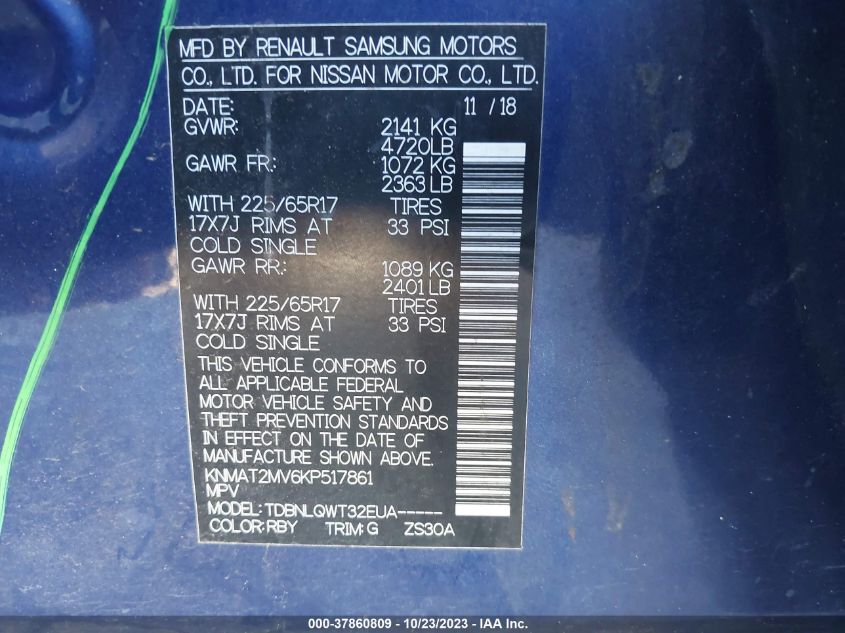 MFD BY RENAULT SAMSUNG MOTORS
CO., LTD. FOR NISSAN MOTOR CO., LTD.
DATE: 11 / 18
GVWR: 2141 KG
4720LB
GAWR FR: 1072 KG
2363 LB
WITH 225/65R17 TIRES
17X7J RIMS AT 33 PSI
COLD SINGLE
GAWR RR: 1089 KG
2401 LB
WITH 225/65R17 TIRES
17X7J RIMS AT 33 PSI
COLD SINGLE
THIS VEHICLE CONFORMS TO
ALL APPLICABLE FEDERAL
MOTOR VEHICLE SAFETY AND
THEFT PREVENTION STANDARDS
IN EFFECT ON THE DATE OF
MANUFACTURE SHOWN ABOVE.
KNMAT2MV6KP517861
MPV
MODEL: TDBNLQWT32EUA-----
COLOR: RBY TRIM: G ZS30A
000-37860809 - 10/23/2023 - IAA Inc.